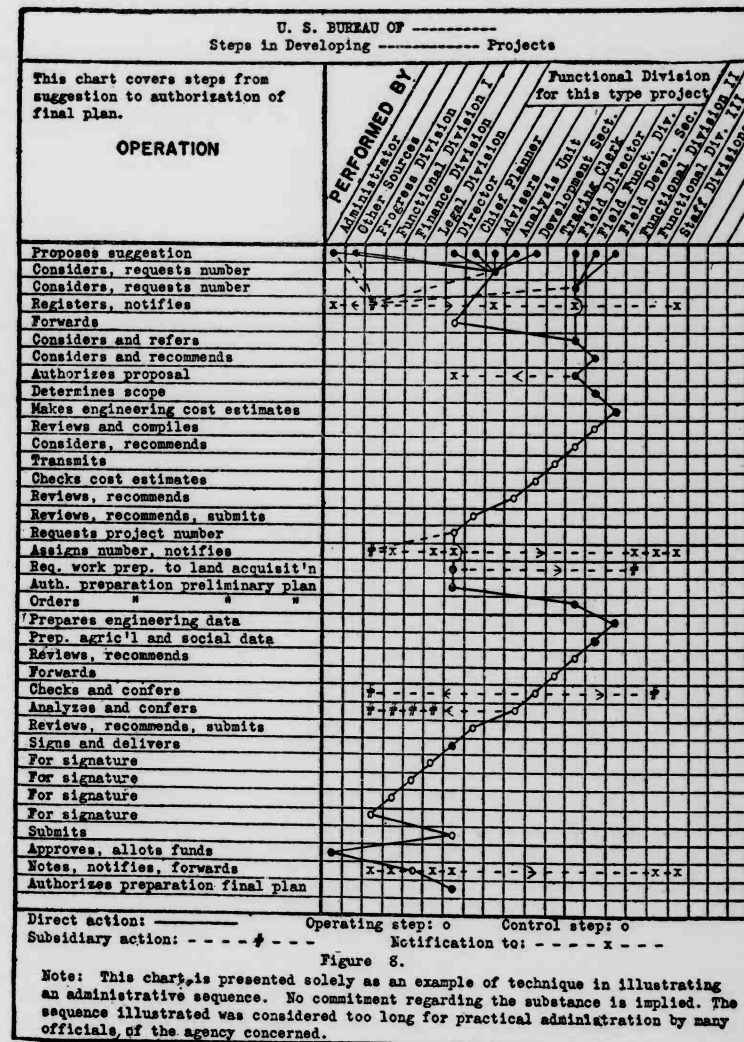 U. S. BUREAU OF -----------
Steps in Developing ------------- Projects
This chart covers steps from
suggestion to authorization of
final plan.
OPERATION
PERFORMED BY
Administrator
Other Sources
Progress Division
Functional Division I
Finance Division
Legal Division
Director
Chief Planner
Advisers
Analysis Unit
Development Sect.
Tracing Clerk
Field Director
Field Funct. Div.
Field Devel. Sec.
Functional Division II
Functional Div. III
Staff Division
Functional Division
for this type project
Proposes suggestion
Considers, requests number
Considers, requests number
Registers, notifies
Forwards
Considers and refers
Considers and recommends
Authorizes proposal
Determines scope
Makes engineering cost estimates
Reviews and compiles
Considers, recommends
Transmits
Checks cost estimates
Reviews, recommends
Reviews, recommends, submits
Requests project number
Assigns number, notifies
Req. work prep. to land acquisit'n
Auth. preparation preliminary plan
Orders " " "
Prepares engineering data
Prep. agric'l and social data
Reviews, recommends
Forwards
Checks and confers
Analyzes and confers
Reviews, recommends, submits
Signs and delivers
For signature
For signature
For signature
For signature
Submits
Approves, allots funds
Notes, notifies, forwards
Authorizes preparation final plan
Direct action: ———— Operating step: o Control step: o
Subsidiary action: - - - - # - - - Notification to: - - - - x - - -
Figure 8.
Note: This chart is presented solely as an example of technique in illustrating
an administrative sequence. No commitment regarding the substance is implied. The
sequence illustrated was considered too long for practical administration by many
officials of the agency concerned.